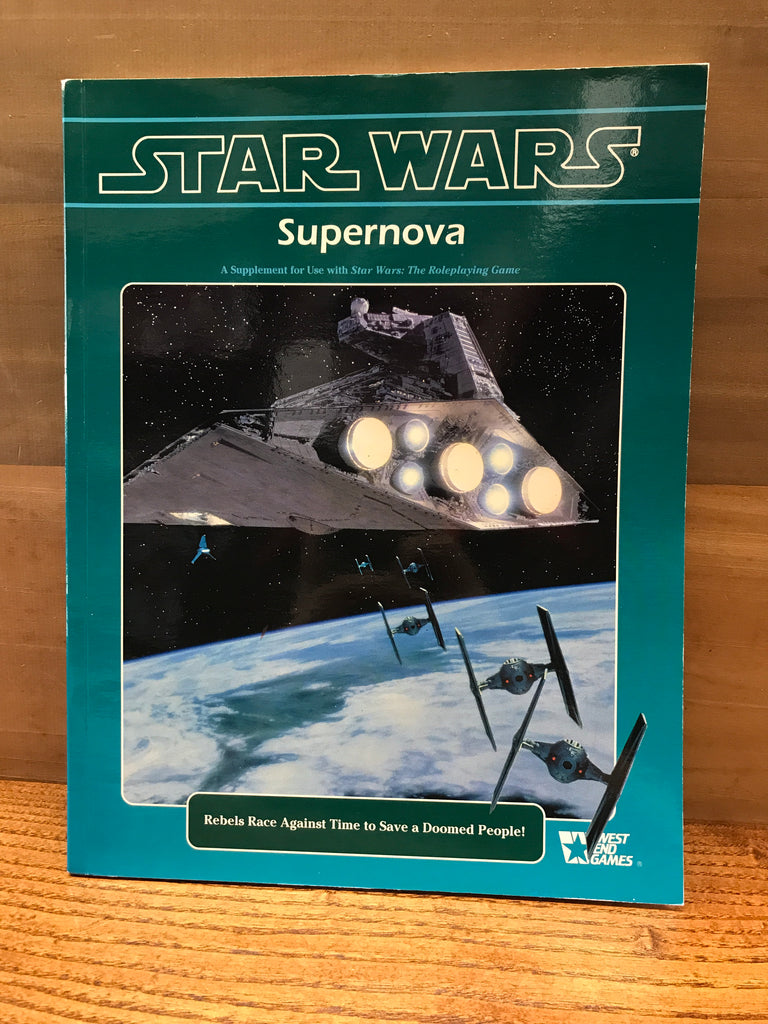 STAR WARS®
Supernova
A Supplement for Use with Star Wars: The Roleplaying Game
Rebels Race Against Time to Save a Doomed People!
WEST
END
GAMES ®